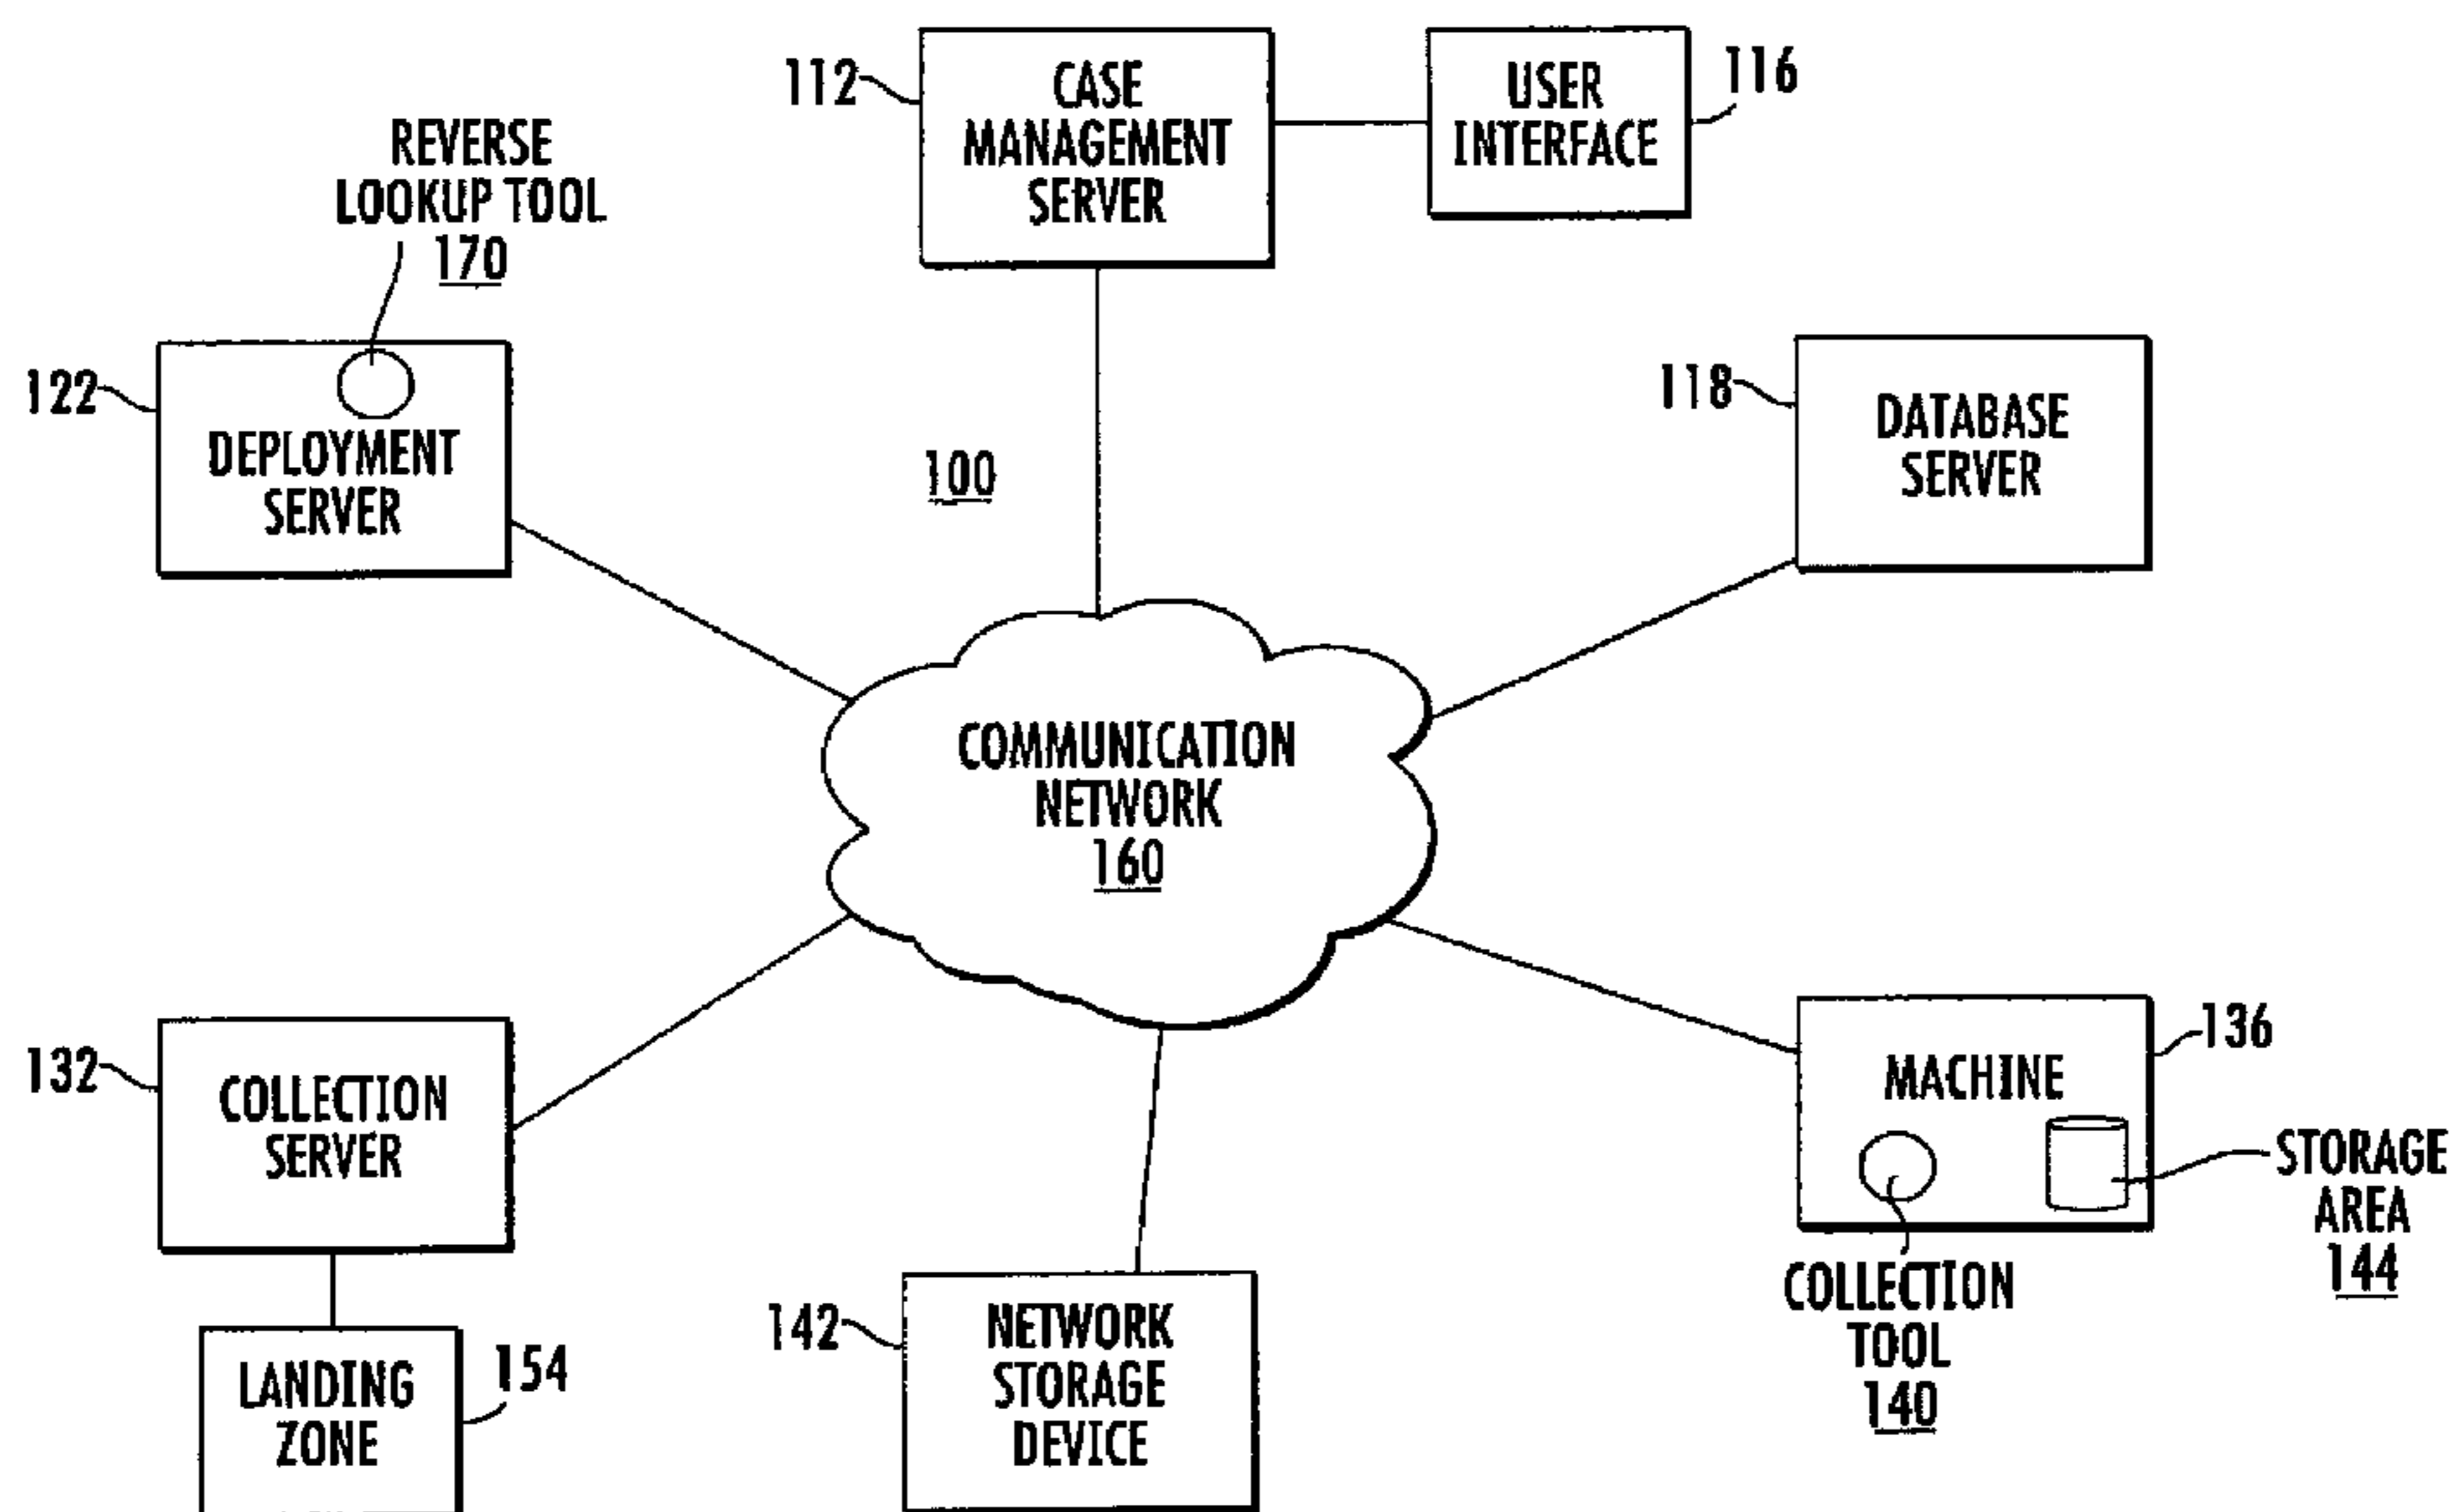 112
CASE
MANAGEMENT
SERVER
USER
INTERFACE
116
REVERSE
LOOKUP TOOL
170
122
DEPLOYMENT
SERVER
100
118
DATABASE
SERVER
COMMUNICATION
NETWORK
160
132
COLLECTION
SERVER
136
MACHINE
STORAGE
AREA
144
COLLECTION
TOOL
140
142
NETWORK
STORAGE
DEVICE
LANDING
ZONE
154